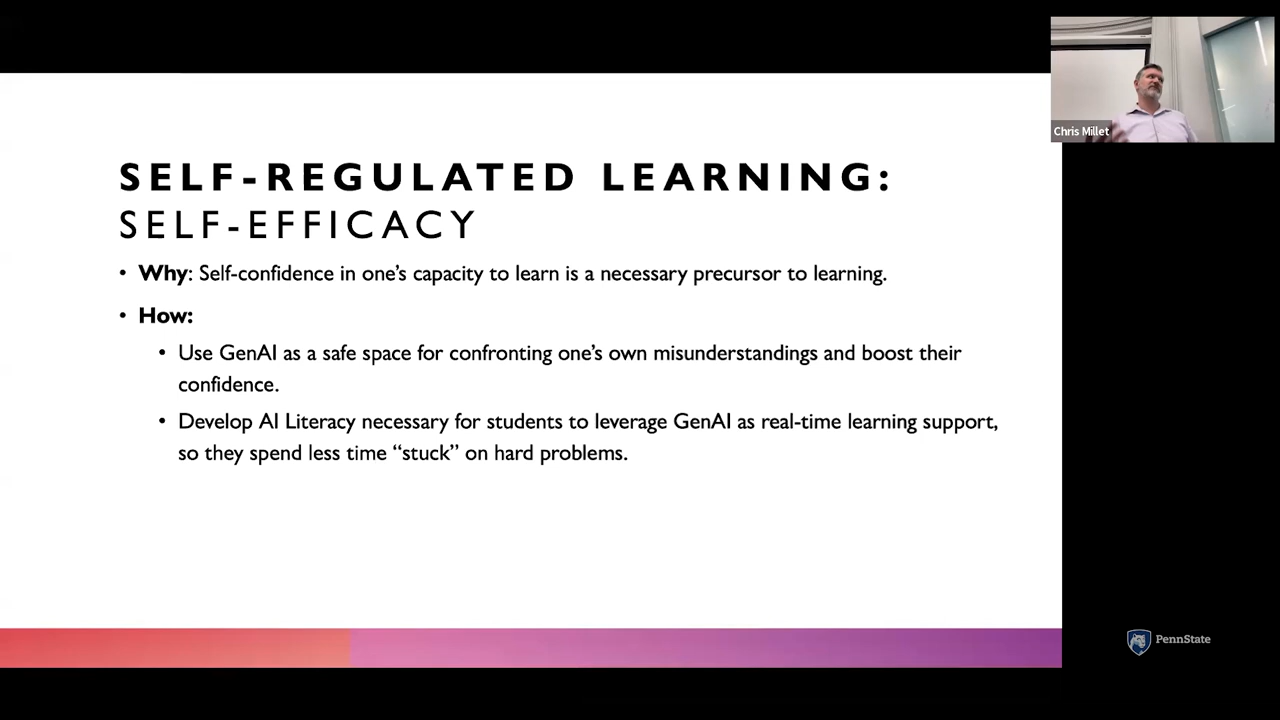 SELF-REGULATED LEARNING:
SELF-EFFICACY
• Why: Self-confidence in one’s capacity to learn is a necessary precursor to learning.
• How:
• Use GenAI as a safe space for confronting one’s own misunderstandings and boost their
confidence.
• Develop AI Literacy necessary for students to leverage GenAI as real-time learning support,
so they spend less time “stuck” on hard problems.
Chris Millet
PennState